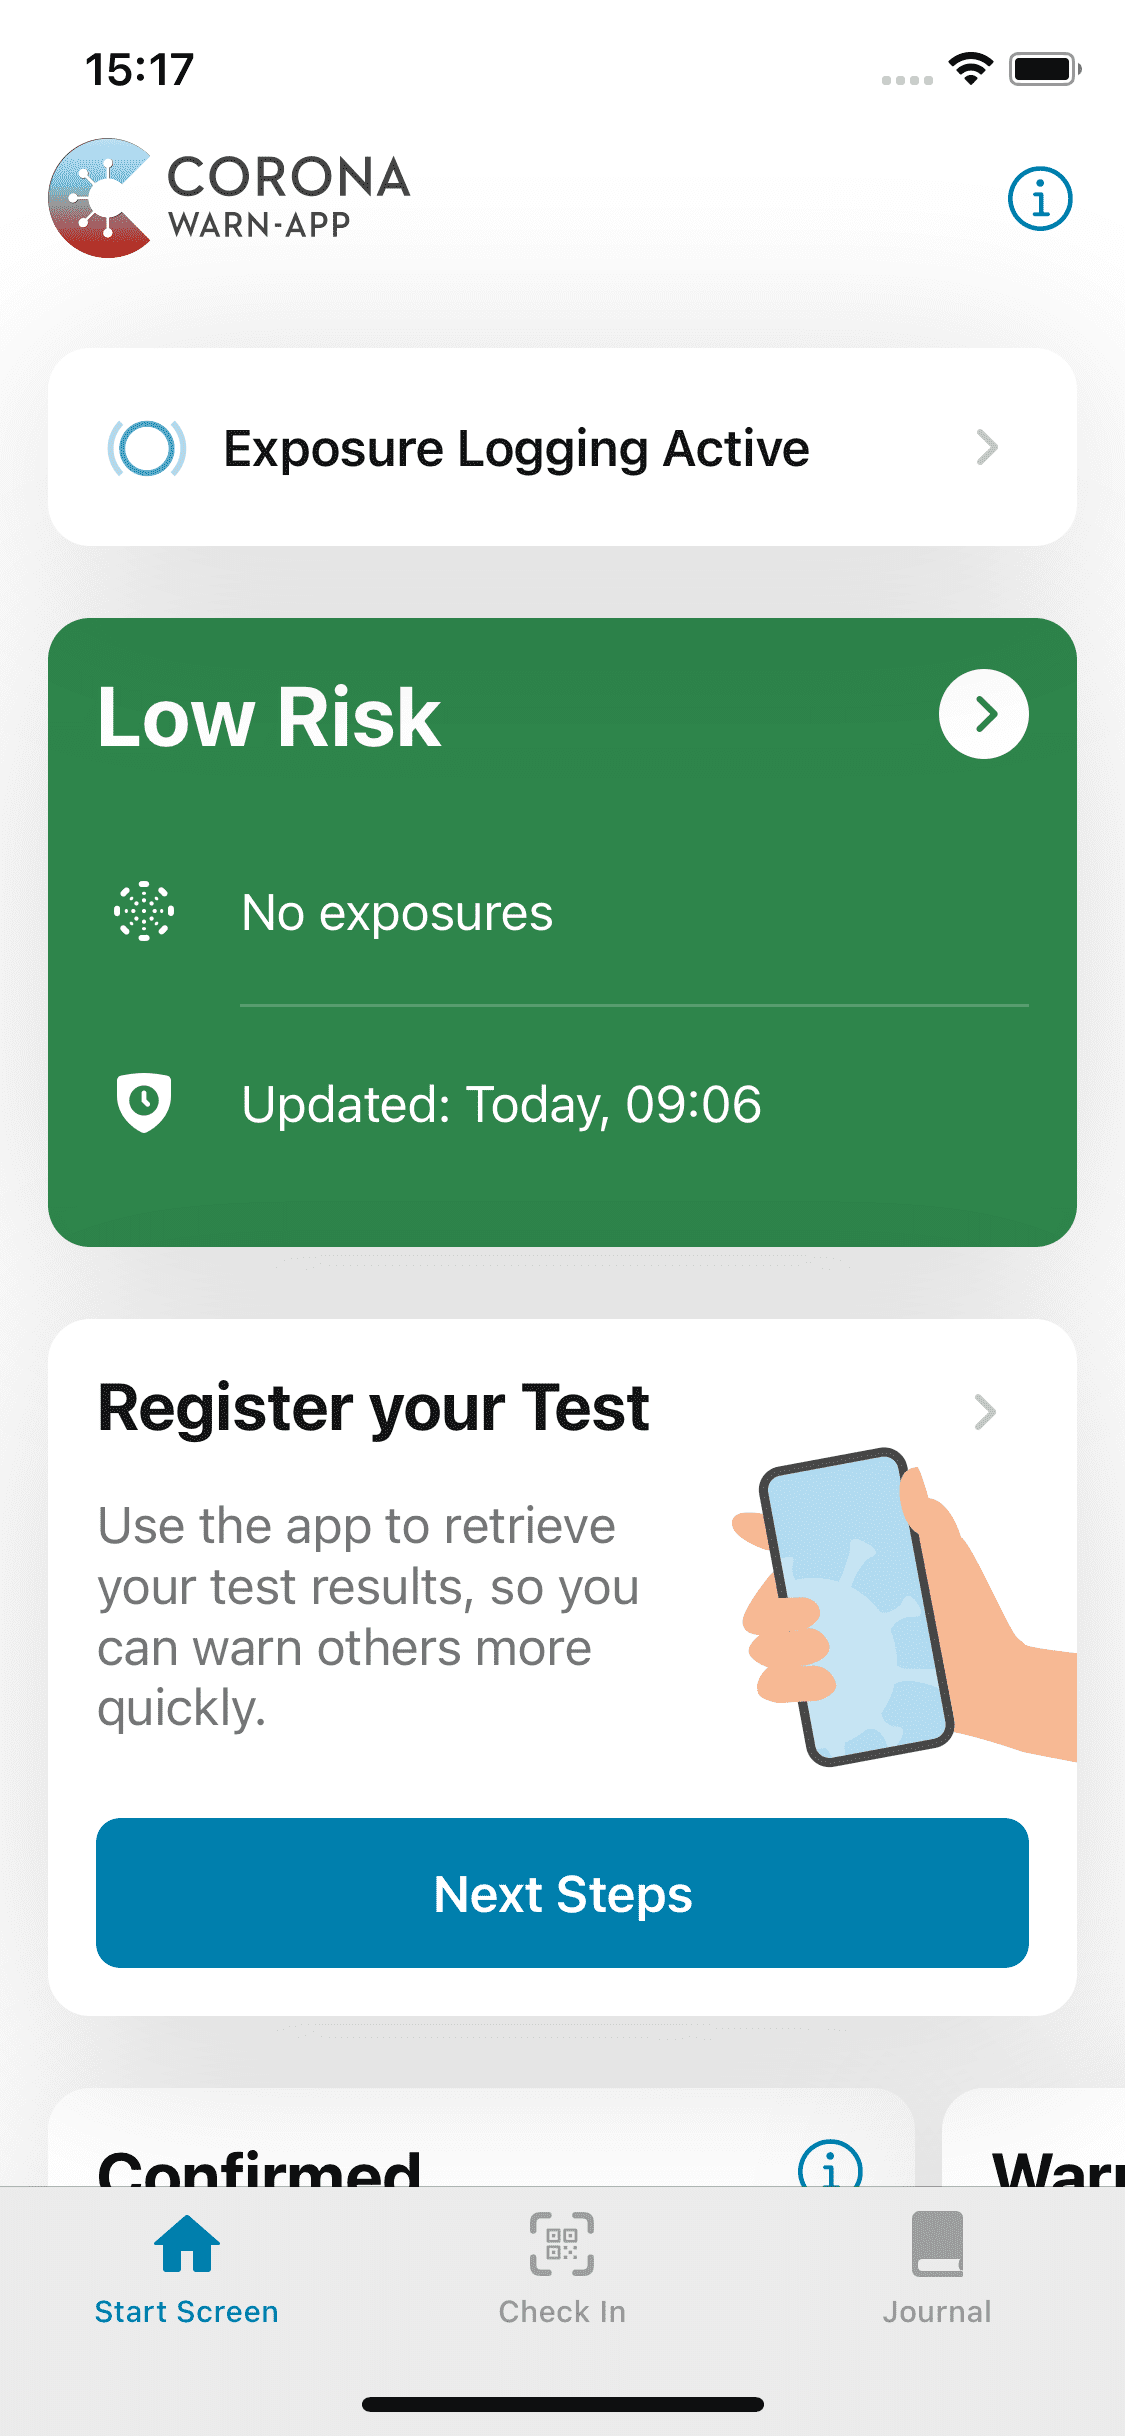 15:17
CORONA
WARN-APP
Exposure Logging Active
Low Risk
No exposures
Updated: Today, 09:06
Register your Test
Use the app to retrieve
your test results, so you
can warn others more
quickly.
Next Steps
Confirmed
Start Screen
Check In
Journal